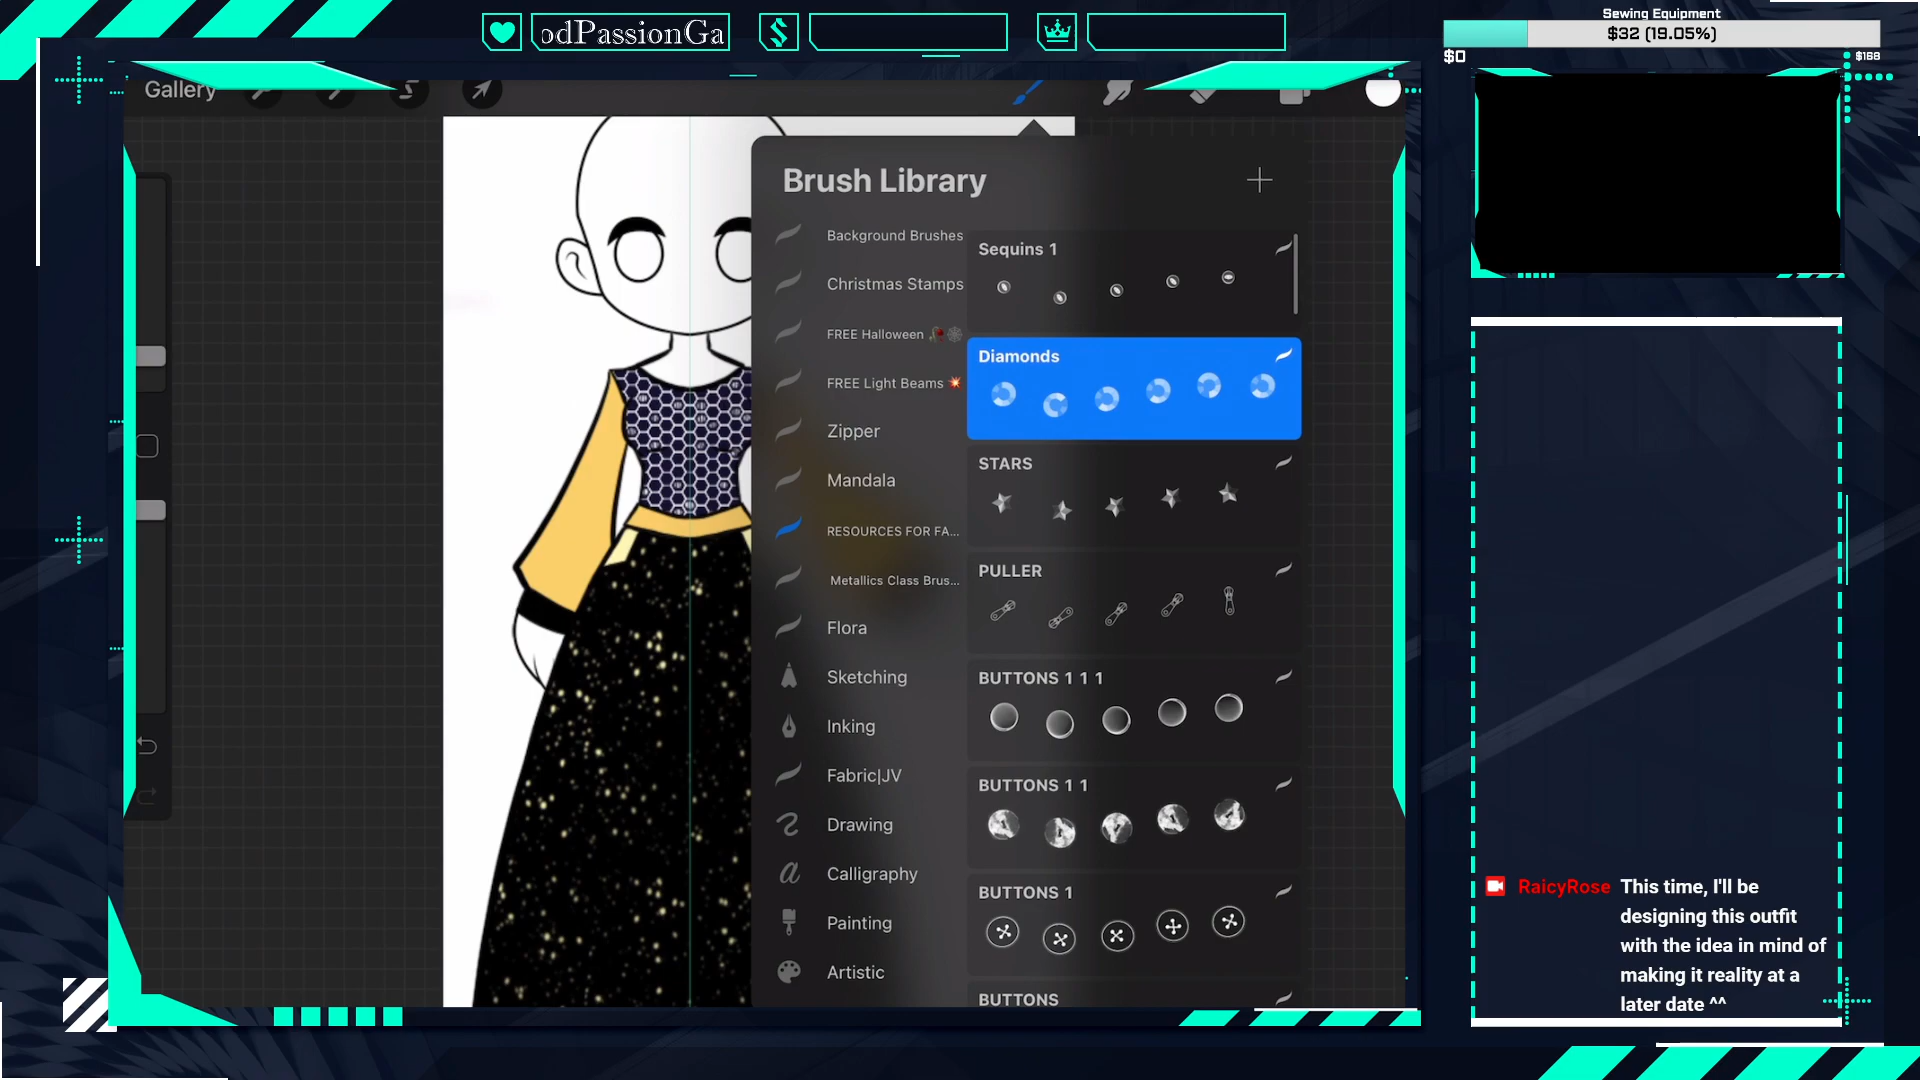 odPassionGa
Sewing Equipment
$32 (19.05%)
$0
$168
Gallery
Brush Library
Background Brushes
Christmas Stamps
FREE Halloween
FREE Light Beams
Zipper
Mandala
RESOURCES FOR FA...
Metallics Class Brus...
Flora
Sketching
Inking
Fabric|JV
Drawing
Calligraphy
Painting
Artistic
Sequins 1
Diamonds
STARS
PULLER
BUTTONS 1 1 1
BUTTONS 1 1
BUTTONS 1
BUTTONS
RaicyRose This time, I'll be
designing this outfit
with the idea in mind of
making it reality at a
later date ^^